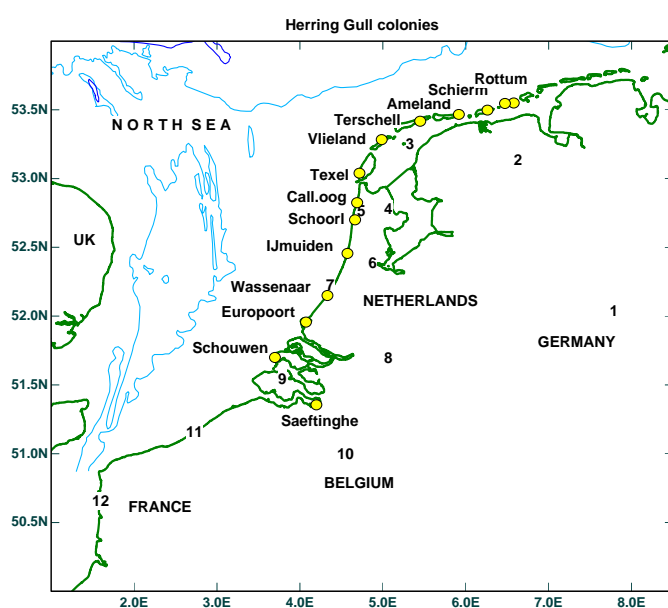 Herring Gull colonies
Rottum
Schierm
Ameland
53.5N
NORTH SEA
Terschell
Vlieland
3
2
53.0N
Texel
Call.oog
5
4
Schoorl
UK
52.5N
IJmuiden
6
Wassenaar
7
NETHERLANDS
Europoort
1
52.0N
GERMANY
Schouwen
8
9
51.5N
Saeftinghe
11
10
51.0N
BELGIUM
12
FRANCE
50.5N
2.0E 3.0E 4.0E 5.0E 6.0E 7.0E 8.0E